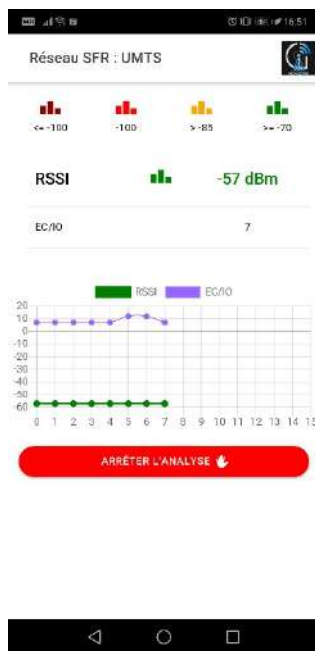 16:51
Réseau SFR : UMTS
<= -100 -100 > -85 >= -70
RSSI -57 dBm
EC/IO 7
RSSI EC/IO
20
10
0
-10
-20
-30
-40
-50
-60
0 1 2 3 4 5 6 7 8 9 10 11 12 13 14 15
ARRÊTER L'ANALYSE